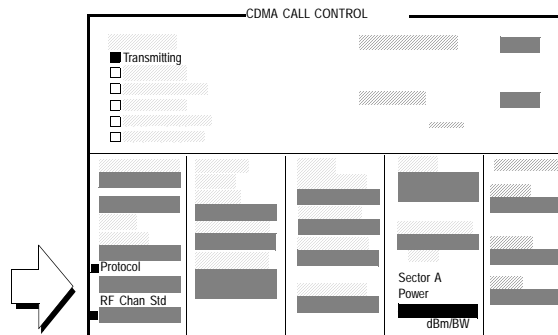 CDMA CALL CONTROL
Transmitting
Protocol
RF Chan Std
Sector A
Power
dBm/BW